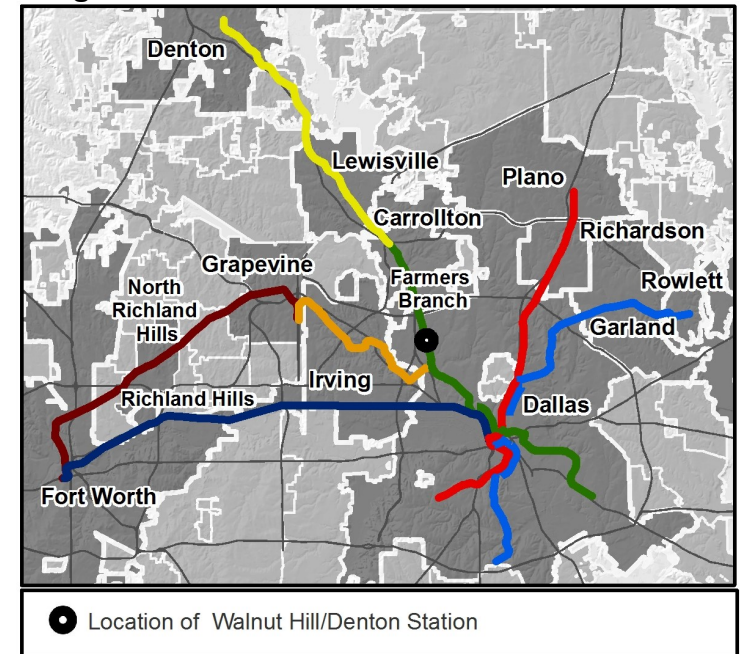 Denton
Lewisville
Plano
Carrollton
Richardson
Grapevine
Farmers
Branch
Rowlett
North
Richland
Hills
Garland
Irving
Richland Hills
Dallas
Fort Worth
Location of Walnut Hill/Denton Station